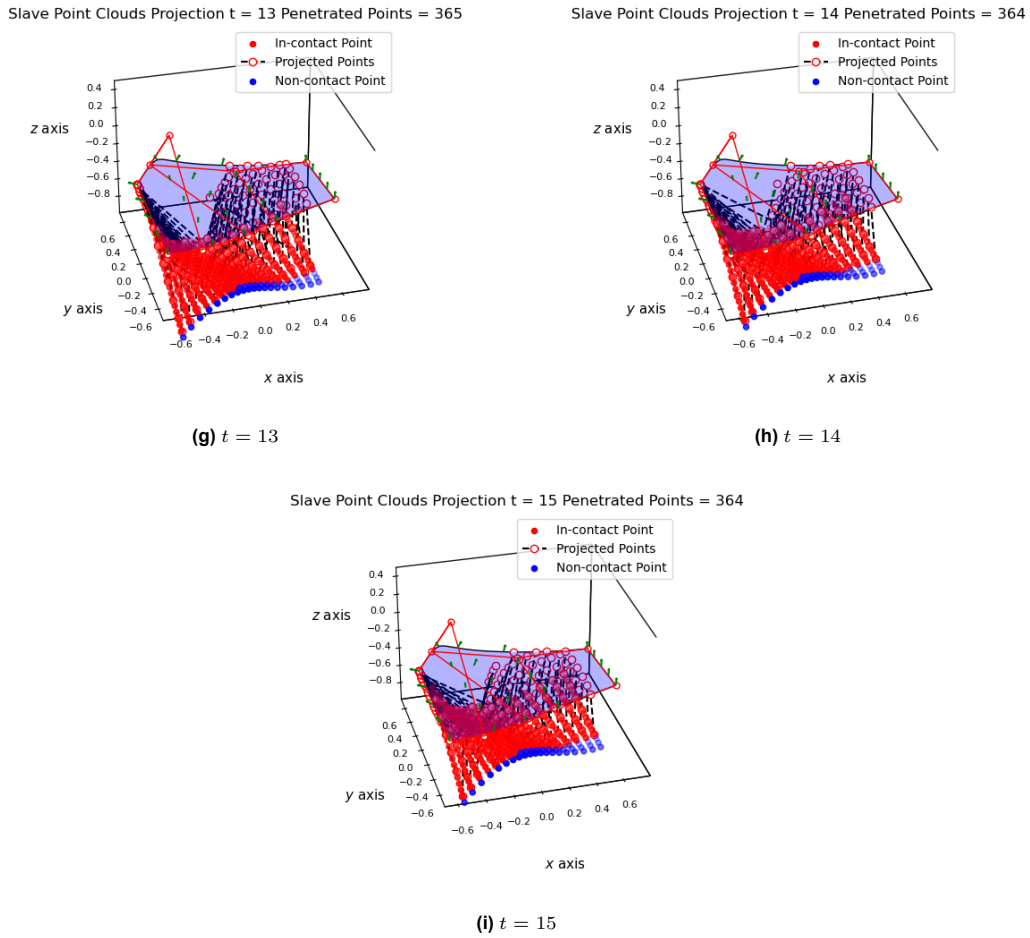 Slave Point Clouds Projection t = 13 Penetrated Points = 365
In-contact Point
Projected Points
Non-contact Point
0.4
0.2
0.0
−0.2
−0.4
−0.6
−0.8
z axis
0.6
0.4
0.2
0.0
−0.2
−0.4
−0.6
y axis
−0.6
−0.4
−0.2
0.0
0.2
0.4
0.6
x axis
(g) t = 13
Slave Point Clouds Projection t = 14 Penetrated Points = 364
In-contact Point
Projected Points
Non-contact Point
0.4
0.2
0.0
−0.2
−0.4
−0.6
−0.8
z axis
0.6
0.4
0.2
0.0
−0.2
−0.4
−0.6
y axis
−0.6
−0.4
−0.2
0.0
0.2
0.4
0.6
x axis
(h) t = 14
Slave Point Clouds Projection t = 15 Penetrated Points = 364
In-contact Point
Projected Points
Non-contact Point
0.4
0.2
0.0
−0.2
−0.4
−0.6
−0.8
z axis
0.6
0.4
0.2
0.0
−0.2
−0.4
−0.6
y axis
−0.6
−0.4
−0.2
0.0
0.2
0.4
0.6
x axis
(i) t = 15